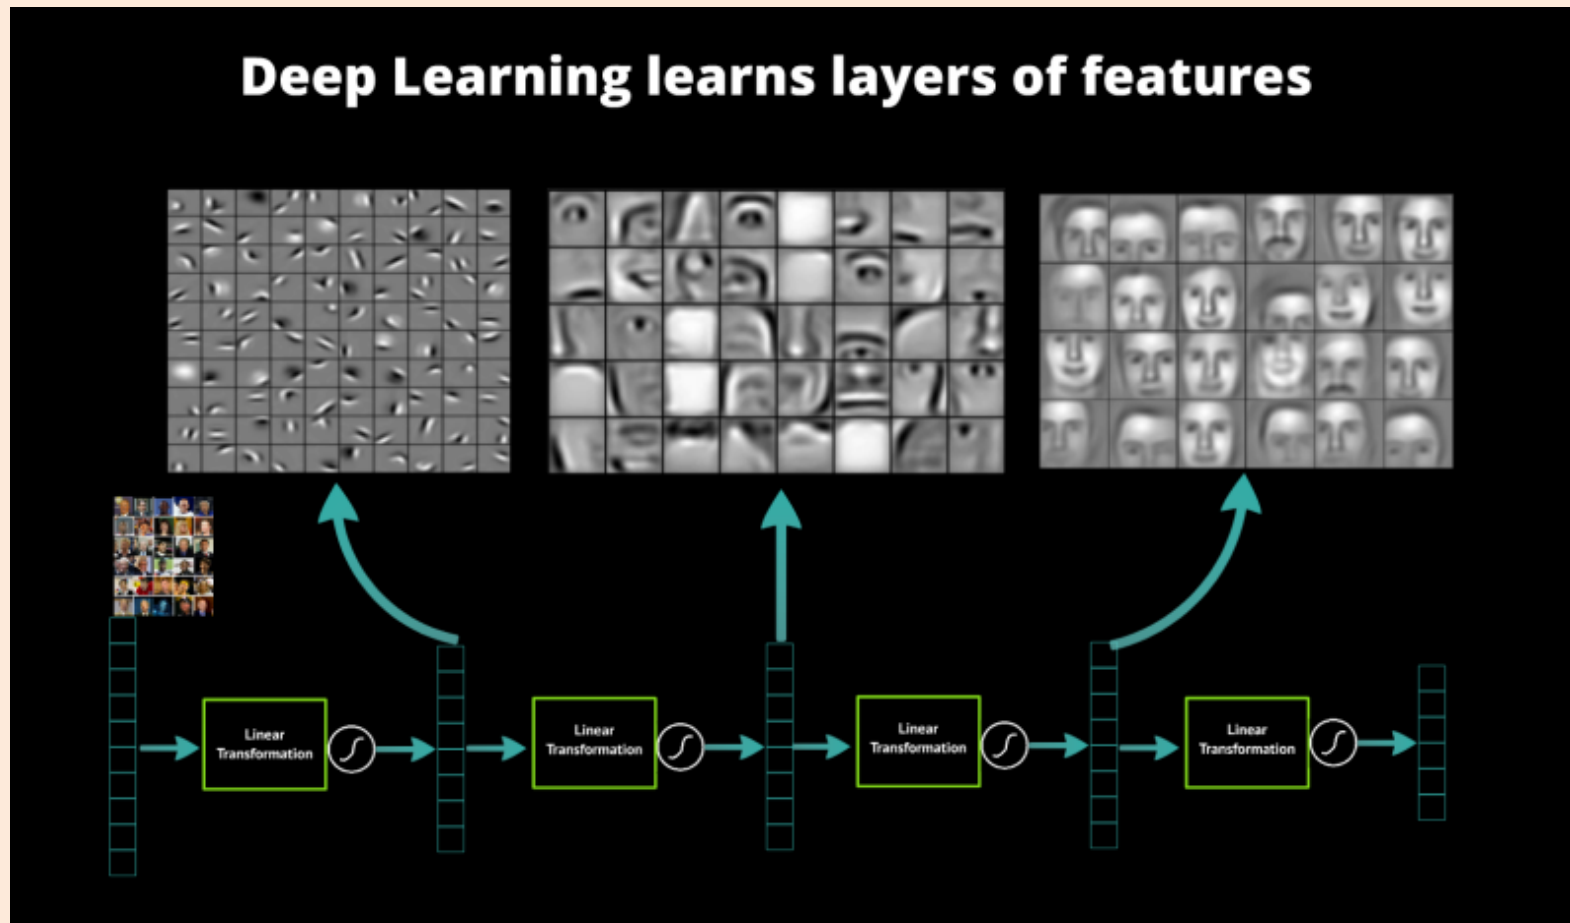 Deep Learning learns layers of features
Linear
Transformation
Linear
Transformation
Linear
Transformation
Linear
Transformation